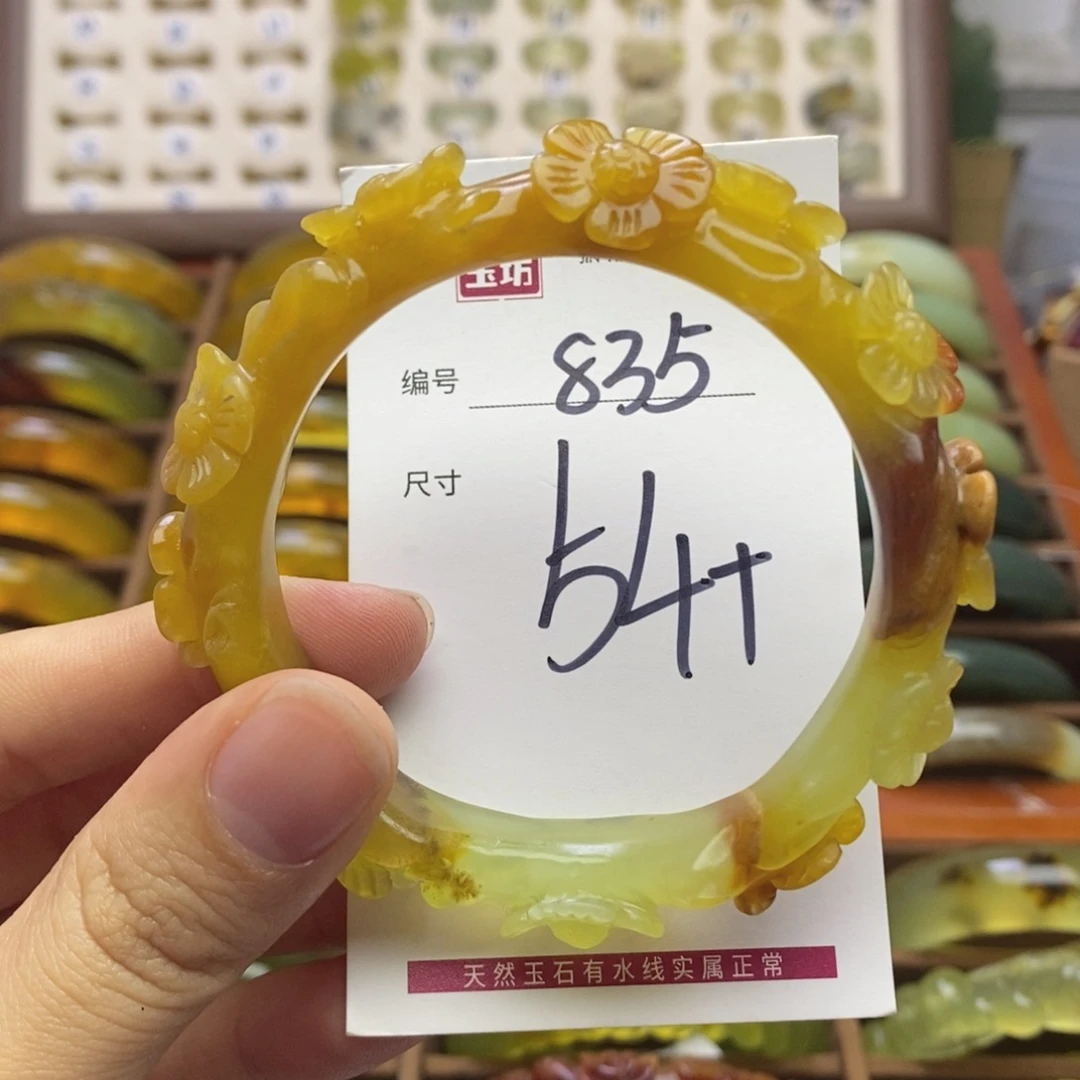 玉坊
编号 835
尺寸 54+
天然玉石有水线实属正常